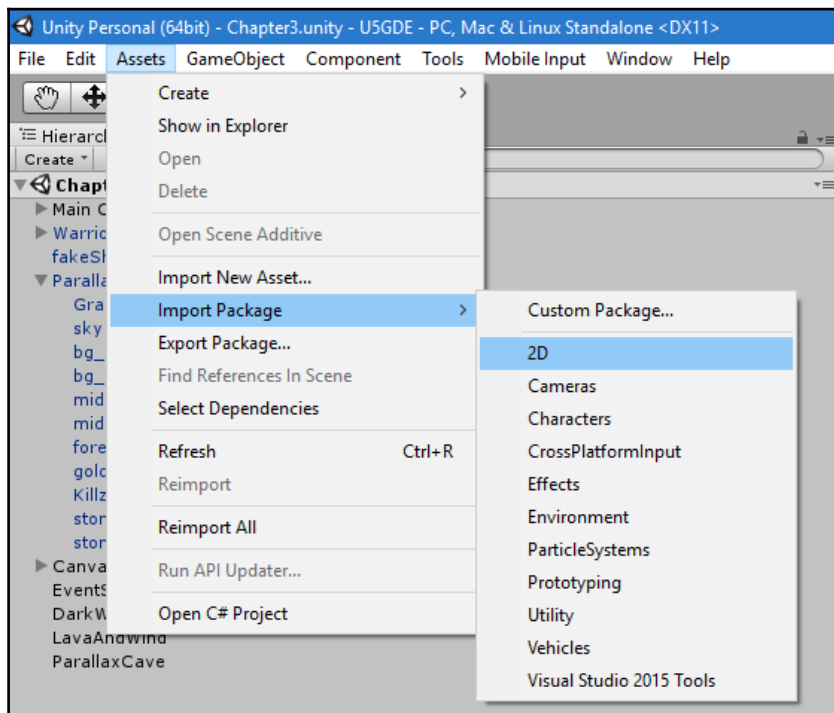 Unity Personal (64bit) - Chapter3.unity - U5GDE - PC, Mac & Linux Standalone <DX11>
File Edit Assets GameObject Component Tools Mobile Input Window Help
Hierarch
Create
Chapt
Main C
Warrio
fakeSh
Paralla
Gra
sky
bg_
bg_
mid
mid
fore
gold
Killz
stor
stor
Canva
EventS
DarkW
LavaAndWind
ParallaxCave
Create
Show in Explorer
Open
Delete
Open Scene Additive
Import New Asset...
Import Package
Export Package...
Find References In Scene
Select Dependencies
Refresh Ctrl+R
Reimport
Reimport All
Run API Updater...
Open C# Project
Custom Package...
2D
Cameras
Characters
CrossPlatformInput
Effects
Environment
ParticleSystems
Prototyping
Utility
Vehicles
Visual Studio 2015 Tools